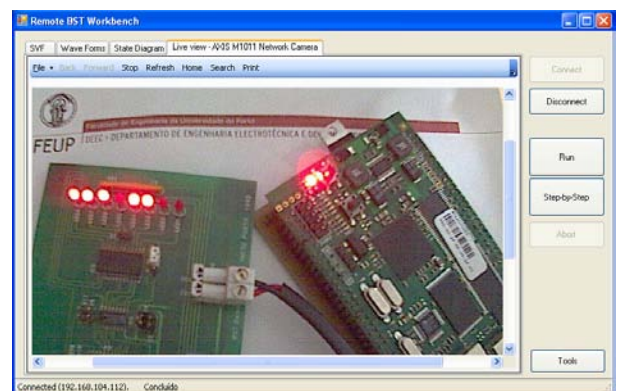 Remote BST Workbench
SVF Wave Forms State Diagram Live view - AXIS M1011 Network Camera
File Back Forward Stop Refresh Home Search Print
Connect
Disconnect
Run
Step-by-Step
Abort
Tools
Faculdade de Engenharia da Universidade do Porto
FEUP DEEC - DEPARTAMENTO DE ENGENHARIA ELECTROTÉCNICA E DE
Connected (192.168.104.112). Concluído